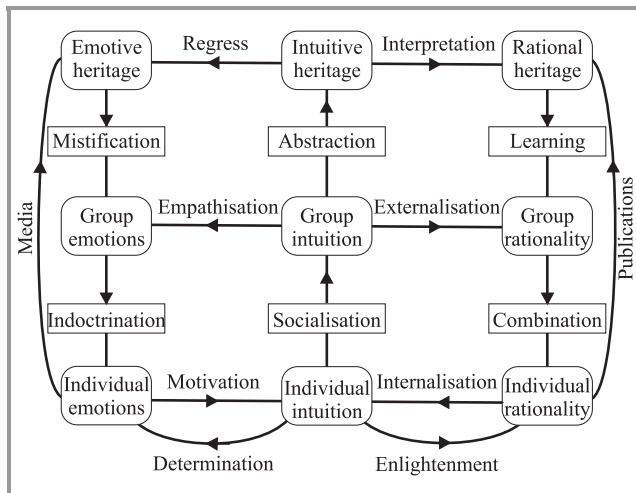 Emotive
heritage
Regress
Intuitive
heritage
Interpretation
Rational
heritage
Mistification
Abstraction
Learning
Media
Group
emotions
Empathisation
Group
intuition
Externalisation
Group
rationality
Publications
Indoctrination
Socialisation
Combination
Individual
emotions
Motivation
Individual
intuition
Internalisation
Individual
rationality
Determination
Enlightenment